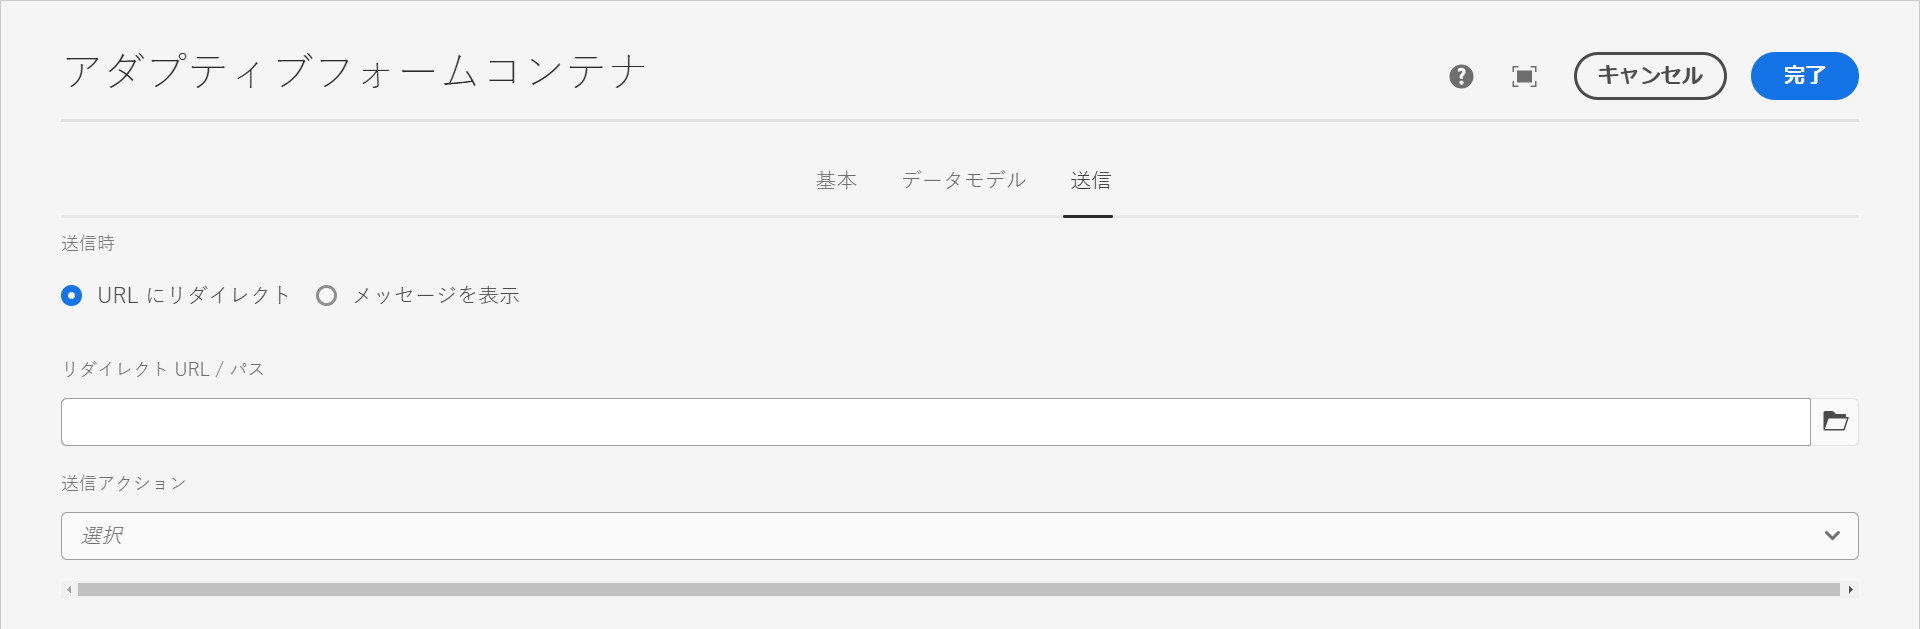 アダプティブフォームコンテナ
キャンセル
完了
基本 データモデル 送信
送信時
URL にリダイレクト メッセージを表示
リダイレクト URL / パス
送信アクション
選択